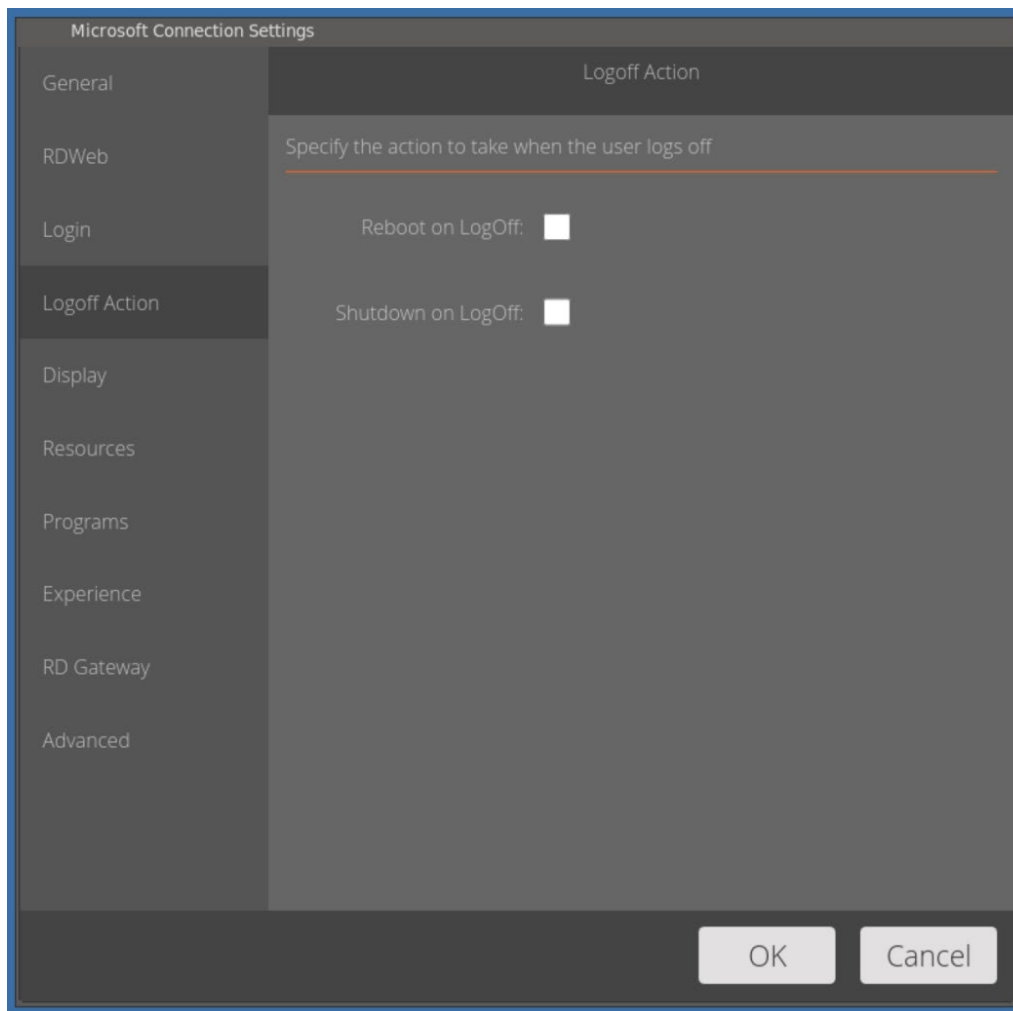 Microsoft Connection Settings
General
RDWeb
Login
Logoff Action
Display
Resources
Programs
Experience
RD Gateway
Advanced
Logoff Action
Specify the action to take when the user logs off
Reboot on LogOff:
Shutdown on LogOff:
OK
Cancel